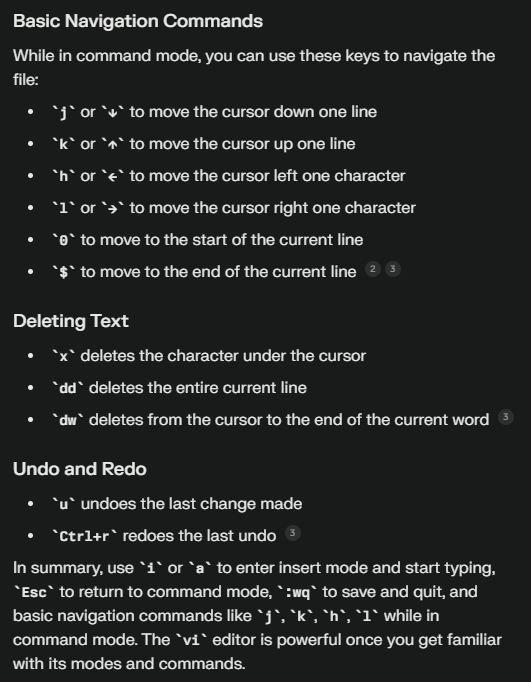 Basic Navigation Commands
While in command mode, you can use these keys to navigate the
file:
• `j` or `↓` to move the cursor down one line
• `k` or `↑` to move the cursor up one line
• `h` or `←` to move the cursor left one character
• `l` or `→` to move the cursor right one character
• `0` to move to the start of the current line
• `$` to move to the end of the current line 2 3
Deleting Text
• `x` deletes the character under the cursor
• `dd` deletes the entire current line
• `dw` deletes from the cursor to the end of the current word 3
Undo and Redo
• `u` undoes the last change made
• `Ctrl+r` redoes the last undo 3
In summary, use `i` or `a` to enter insert mode and start typing,
`Esc` to return to command mode, `:wq` to save and quit, and
basic navigation commands like `j`, `k`, `h`, `l` while in
command mode. The `vi` editor is powerful once you get familiar
with its modes and commands.